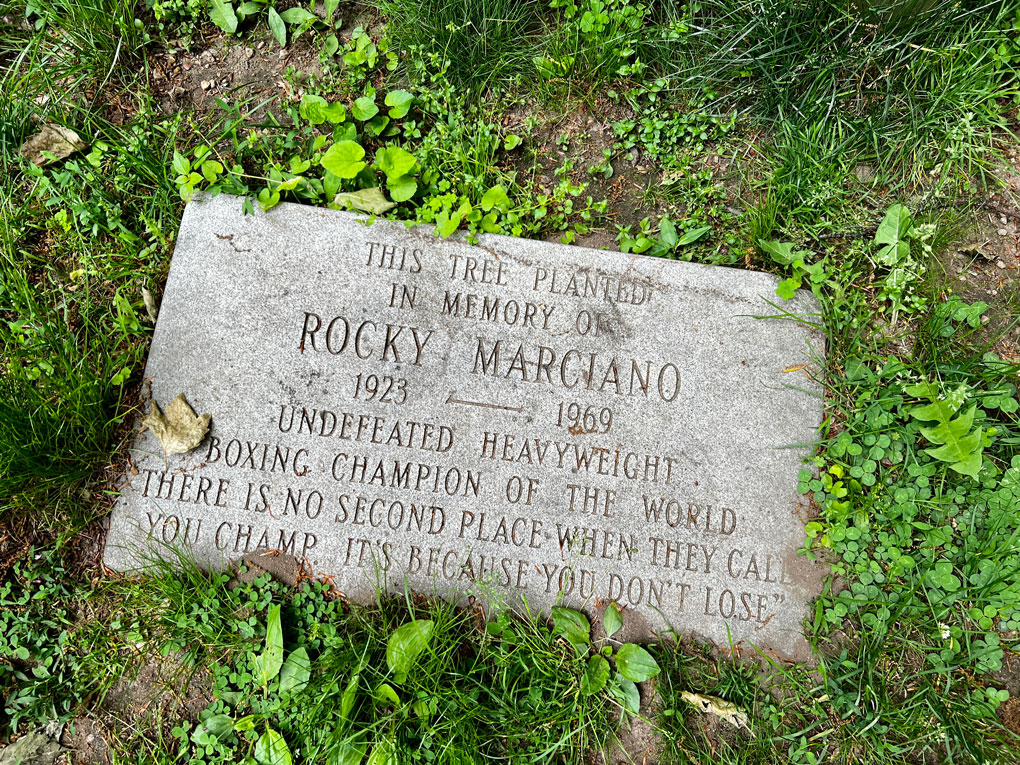 THIS TREE PLANTED
IN MEMORY OF
ROCKY MARCIANO
1923 — 1969
UNDEFEATED HEAVYWEIGHT
BOXING CHAMPION OF THE WORLD
THERE IS NO SECOND PLACE WHEN THEY CALL
YOU CHAMP IT'S BECAUSE YOU DON'T LOSE"